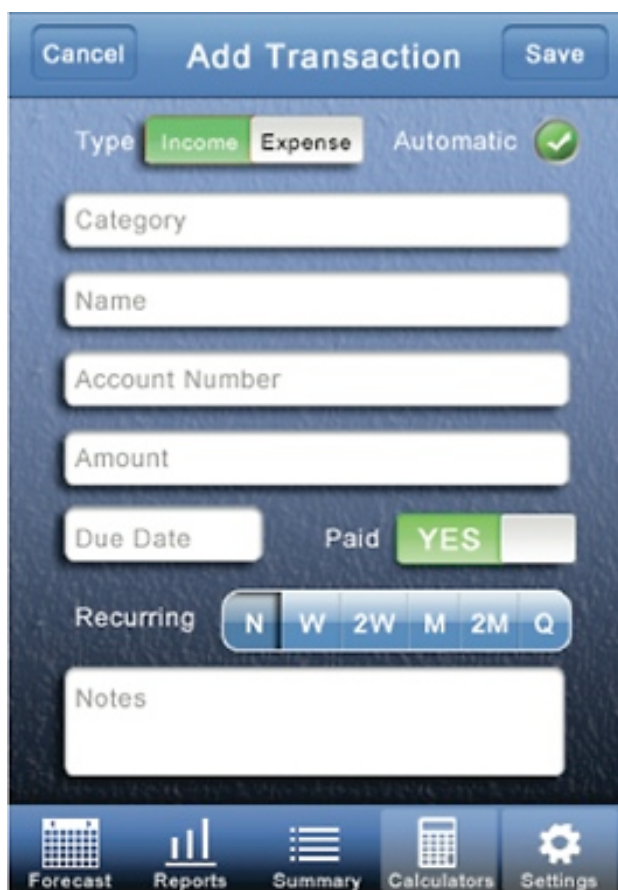 Cancel Add Transaction Save
Type Income Expense Automatic
Category
Name
Account Number
Amount
Due Date Paid YES
Recurring N W 2W M 2M Q
Notes
Forecast Reports Summary Calculators Settings